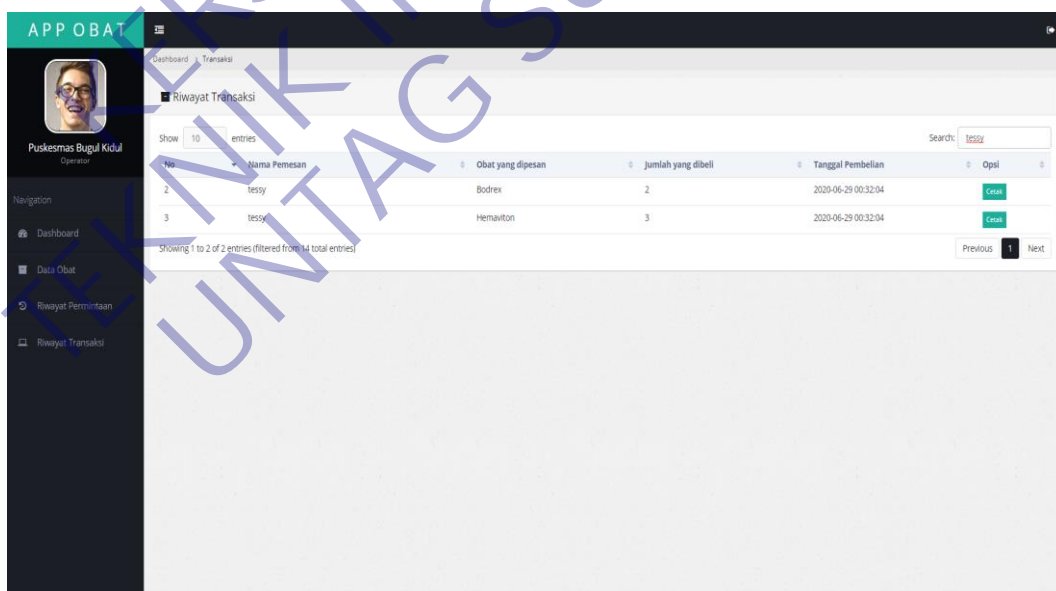 APP OBAT
Dashboard > Transaksi
Riwayat Transaksi
Puskesmas Bugul Kidul
Operator
Navigation
Dashboard
Data Obat
Riwayat Permintaan
Riwayat Transaksi
Show 10 entries
Search: tessy
No Nama Pemesan Obat yang dipesan Jumlah yang dibeli Tanggal Pembelian Opsi
2 tessy Bodrex 2 2020-06-29 00:32:04 Cetak
3 tessy Hemaviton 3 2020-06-29 00:32:04 Cetak
Showing 1 to 2 of 2 entries (filtered from 14 total entries)
Previous 1 Next
TEKNIK
UNTAG